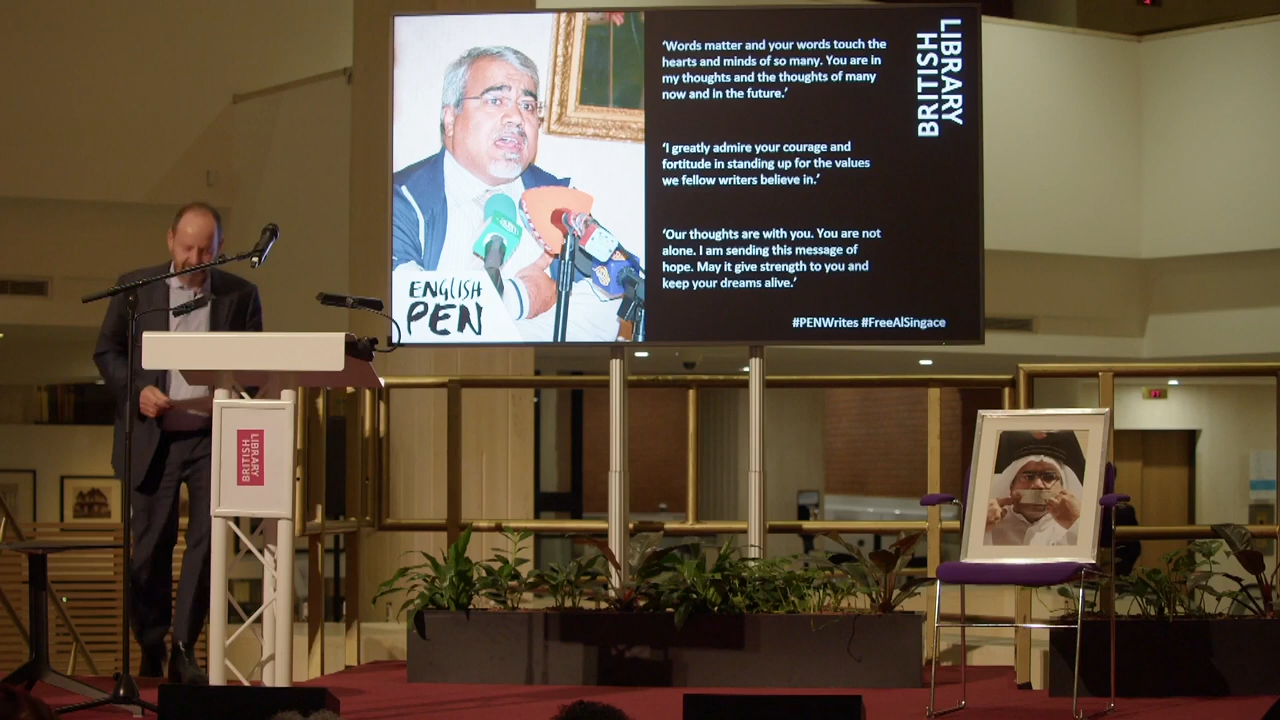 ‘Words matter and your words touch the
hearts and minds of so many. You are in
my thoughts and the thoughts of many
now and in the future.’
‘I greatly admire your courage and
fortitude in standing up for the values
we fellow writers believe in.’
‘Our thoughts are with you. You are not
alone. I am sending this message of
hope. May it give strength to you and
keep your dreams alive.’
#PENWrites #FreeAlSingace
BRITISH
LIBRARY
ENGLISH
PEN
BRITISH
LIBRARY